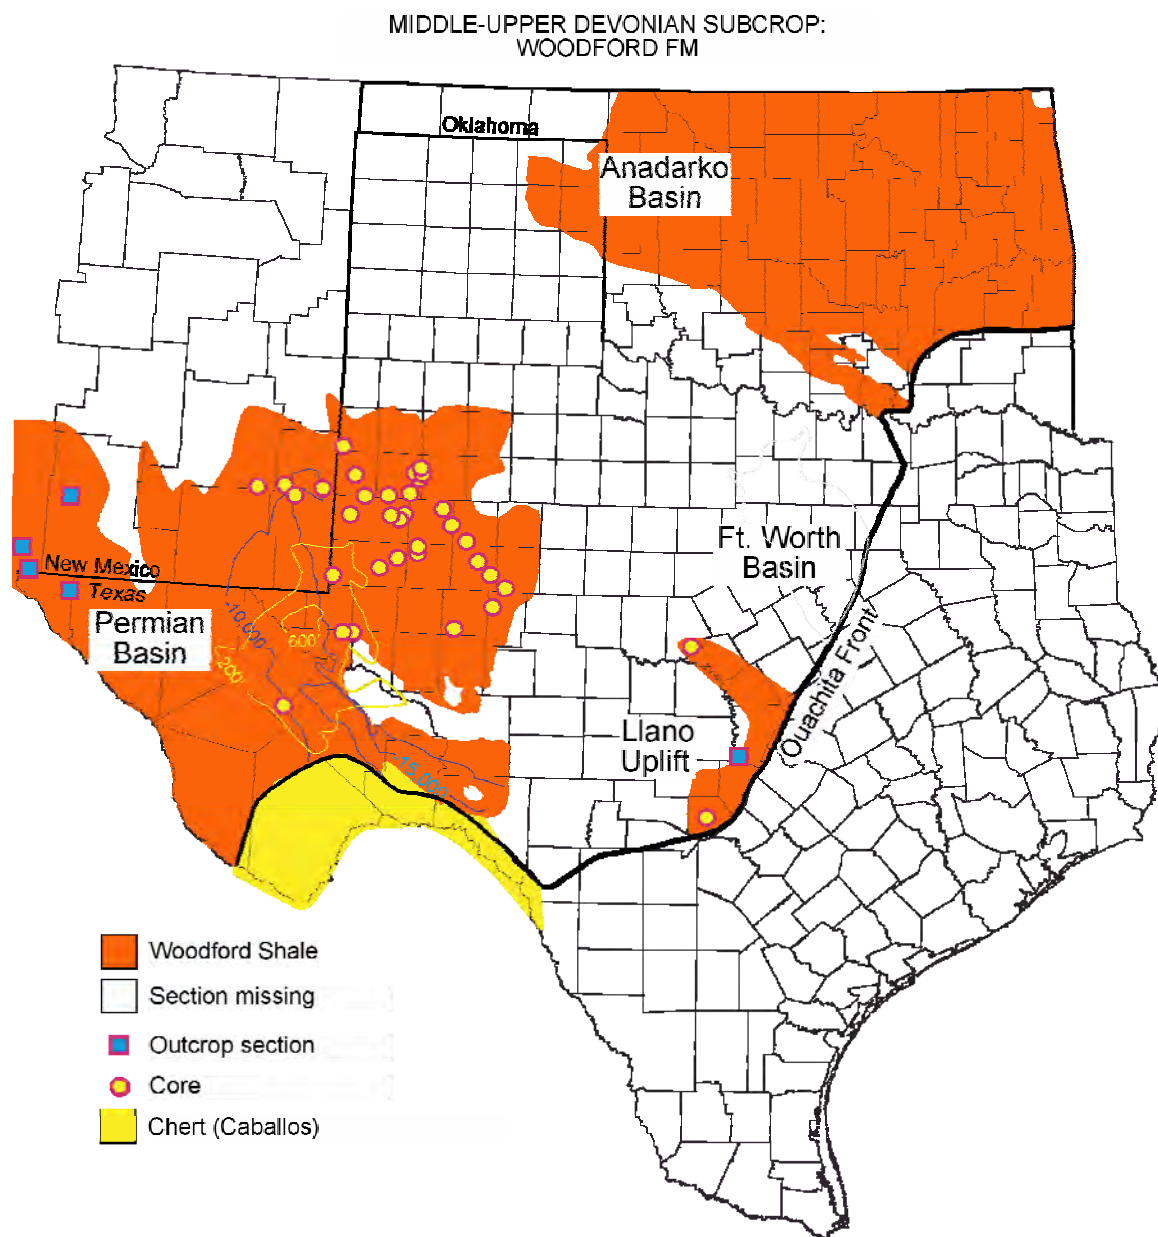 MIDDLE-UPPER DEVONIAN SUBCROP:
WOODFORD FM
Oklahoma
Anadarko
Basin
New Mexico
Texas
Permian
Basin
-10,000
600'
200'
-15,000
Ft. Worth
Basin
Ouachita Front
Llano
Uplift
Woodford Shale
Section missing
Outcrop section
Core
Chert (Caballos)